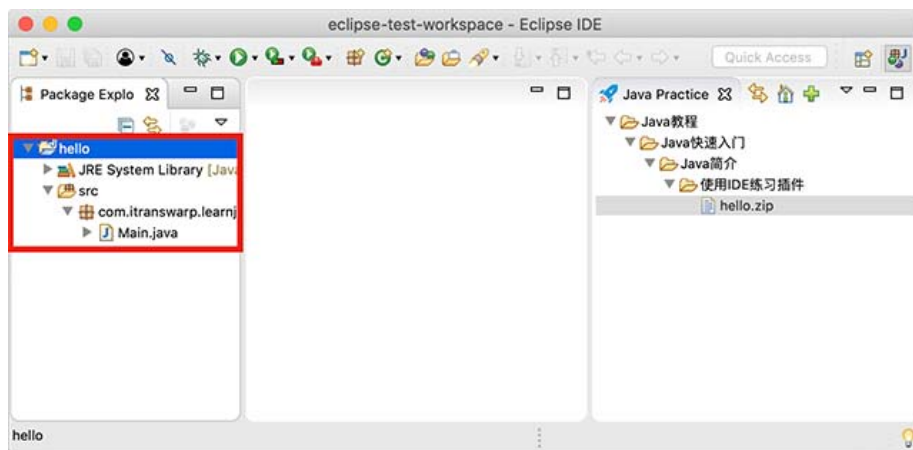 eclipse-test-workspace - Eclipse IDE
Quick Access
Package Explo
hello
JRE System Library [Java
src
com.itranswarp.learnj
Main.java
Java Practice
Java教程
Java快速入门
Java简介
使用IDE练习插件
hello.zip
hello